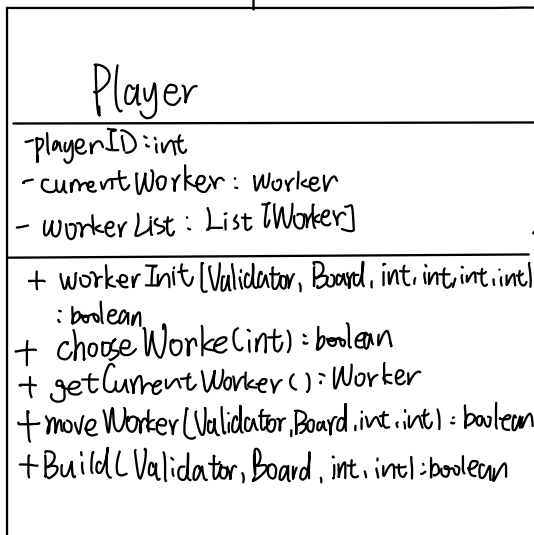 Player
-playerID:int
-currentWorker: Worker
- workerList: List [Worker]
+ workerInit[Validator, Board, int, int, int, int)
: boolean
+ chooseWorke(int): boolean
+ getCurrentWorker(): Worker
+moveWorker(Validator, Board, int, int): boolean
+Build(Validator, Board, int, int): boolean